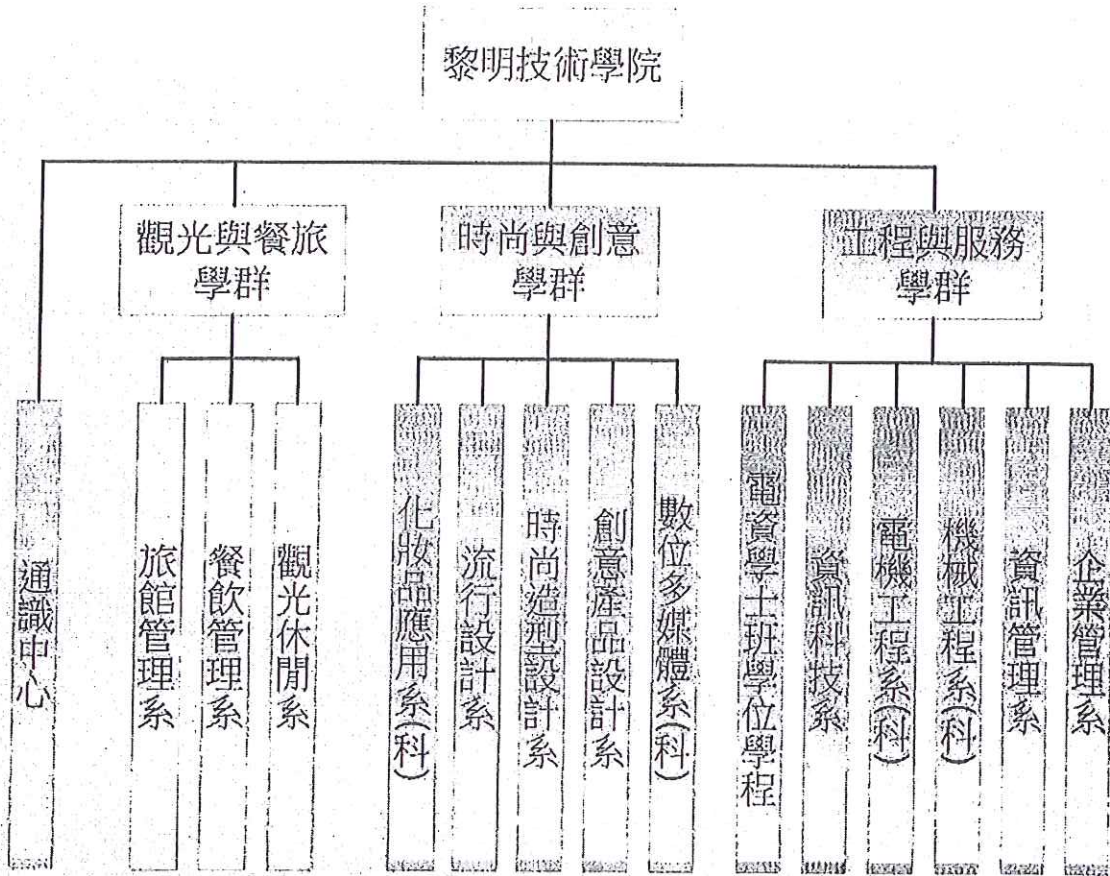 黎明技術學院
觀光與餐旅
學群
時尚與創意
學群
工程與服務
學群
通識中心
旅館管理系
餐飲管理系
觀光休閒系
化妝品應用系(科)
流行設計系
時尚造型設計系
創意產品設計系
數位多媒體系(科)
電資學士班學位學程
資訊科技系
電機工程系(科)
機械工程系(科)
資訊管理系
企業管理系